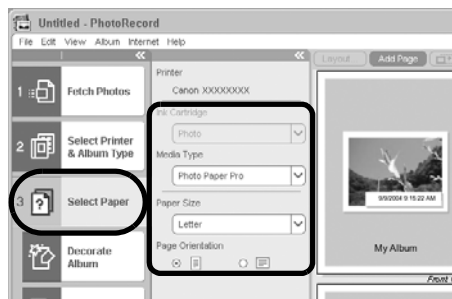 Untitled - PhotoRecord
File Edit View Album Internet Help
Layout... Add Page
1 Fetch Photos
2 Select Printer
& Album Type
3 Select Paper
Decorate
Album
Printer
Canon XXXXXXXX
Ink Cartridge
Photo
Media Type
Photo Paper Pro
Paper Size
Letter
Page Orientation
9/9/2004 9:15:22 AM
My Album